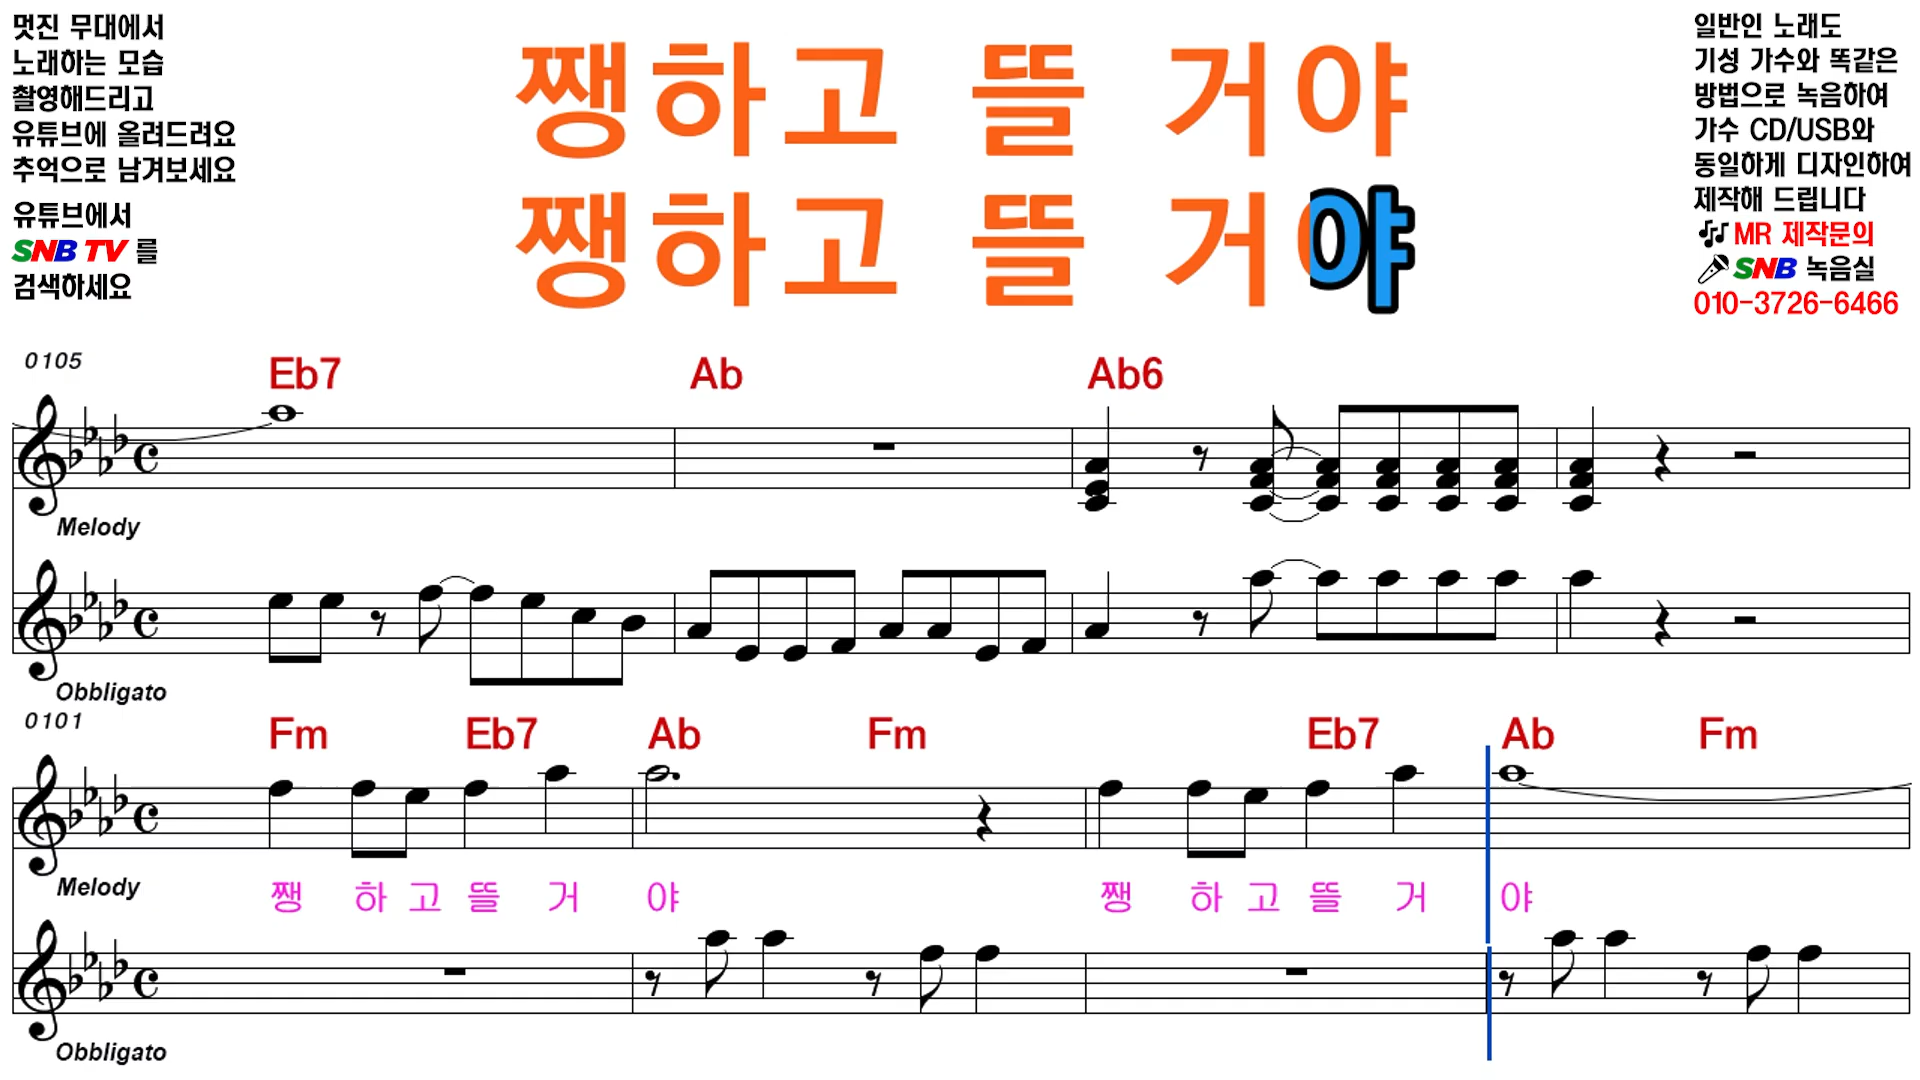 멋진 무대에서
노래하는 모습
촬영해드리고
유튜브에 올려드려요
추억으로 남겨보세요
유튜브에서
SNB TV 를
검색하세요
쨍하고 뜰 거야
쨍하고 뜰 거야
일반인 노래도
기성 가수와 똑같은
방법으로 녹음하여
가수 CD/USB와
동일하게 디자인하여
제작해 드립니다
MR 제작문의
SNB 녹음실
010-3726-6466
0105
Eb7 Ab Ab6
Melody
Obbligato
0101
Fm Eb7 Ab Fm Eb7 Ab Fm
Melody
쨍 하 고 뜰 거 야 쨍 하 고 뜰 거 야
Obbligato